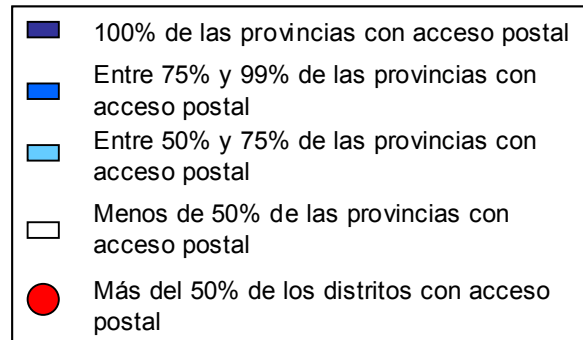 100% de las provincias con acceso postal
Entre 75% y 99% de las provincias con
acceso postal
Entre 50% y 75% de las provincias con
acceso postal
Menos de 50% de las provincias con
acceso postal
Más del 50% de los distritos con acceso
postal